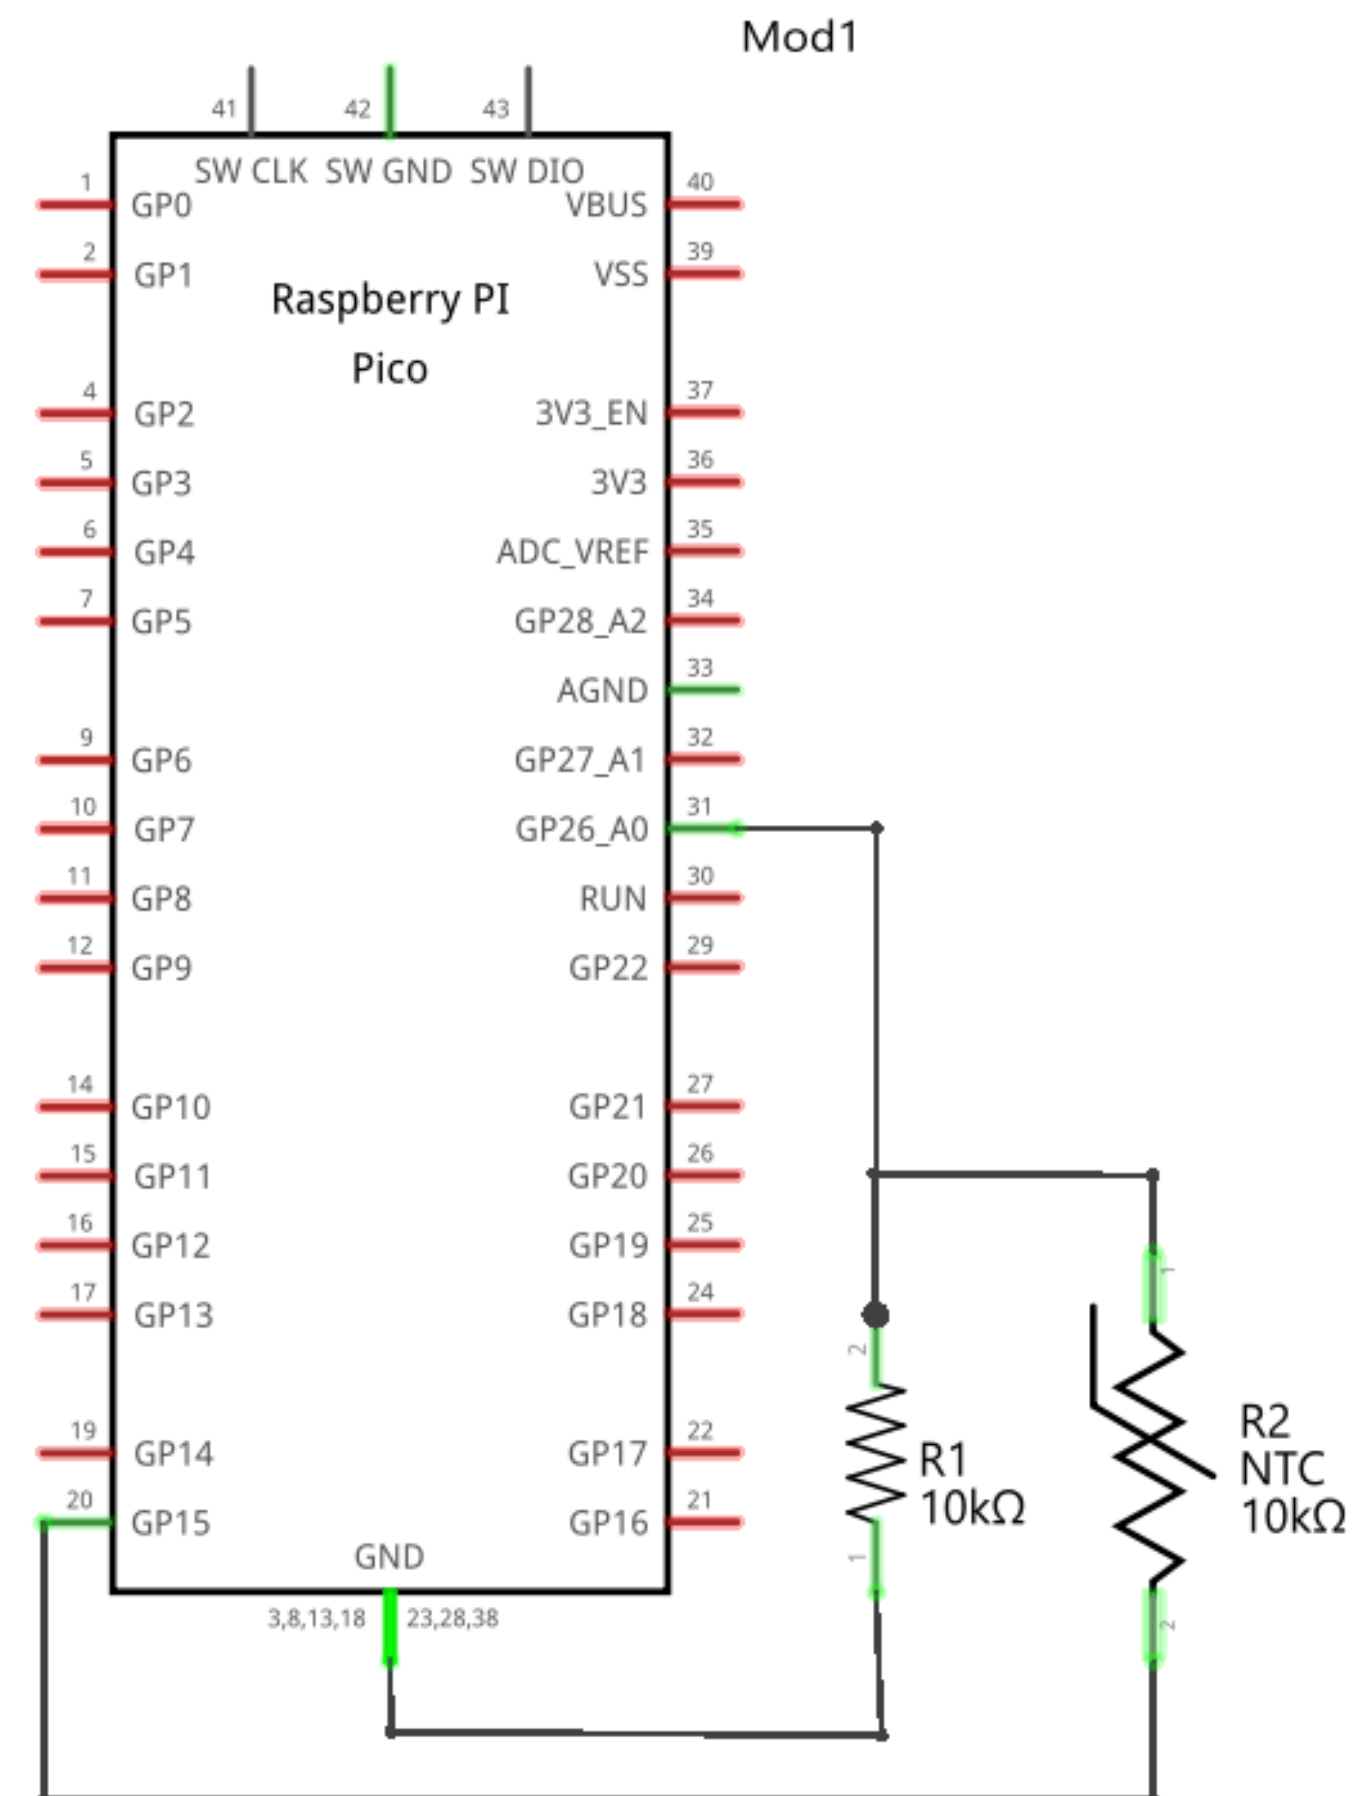 Mod1
41
42
43
SW CLK
SW GND
SW DIO
1
GP0
VBUS
40
2
GP1
VSS
39
Raspberry PI
Pico
4
GP2
3V3_EN
37
5
GP3
3V3
36
6
GP4
ADC_VREF
35
7
GP5
GP28_A2
34
AGND
33
9
GP6
GP27_A1
32
10
GP7
GP26_A0
31
11
GP8
RUN
30
12
GP9
GP22
29
14
GP10
GP21
27
15
GP11
GP20
26
16
GP12
GP19
25
17
GP13
GP18
24
19
GP14
GP17
22
20
GP15
GP16
21
GND
3,8,13,18
23,28,38
2
R1
10kΩ
1
1
R2
NTC
10kΩ
2